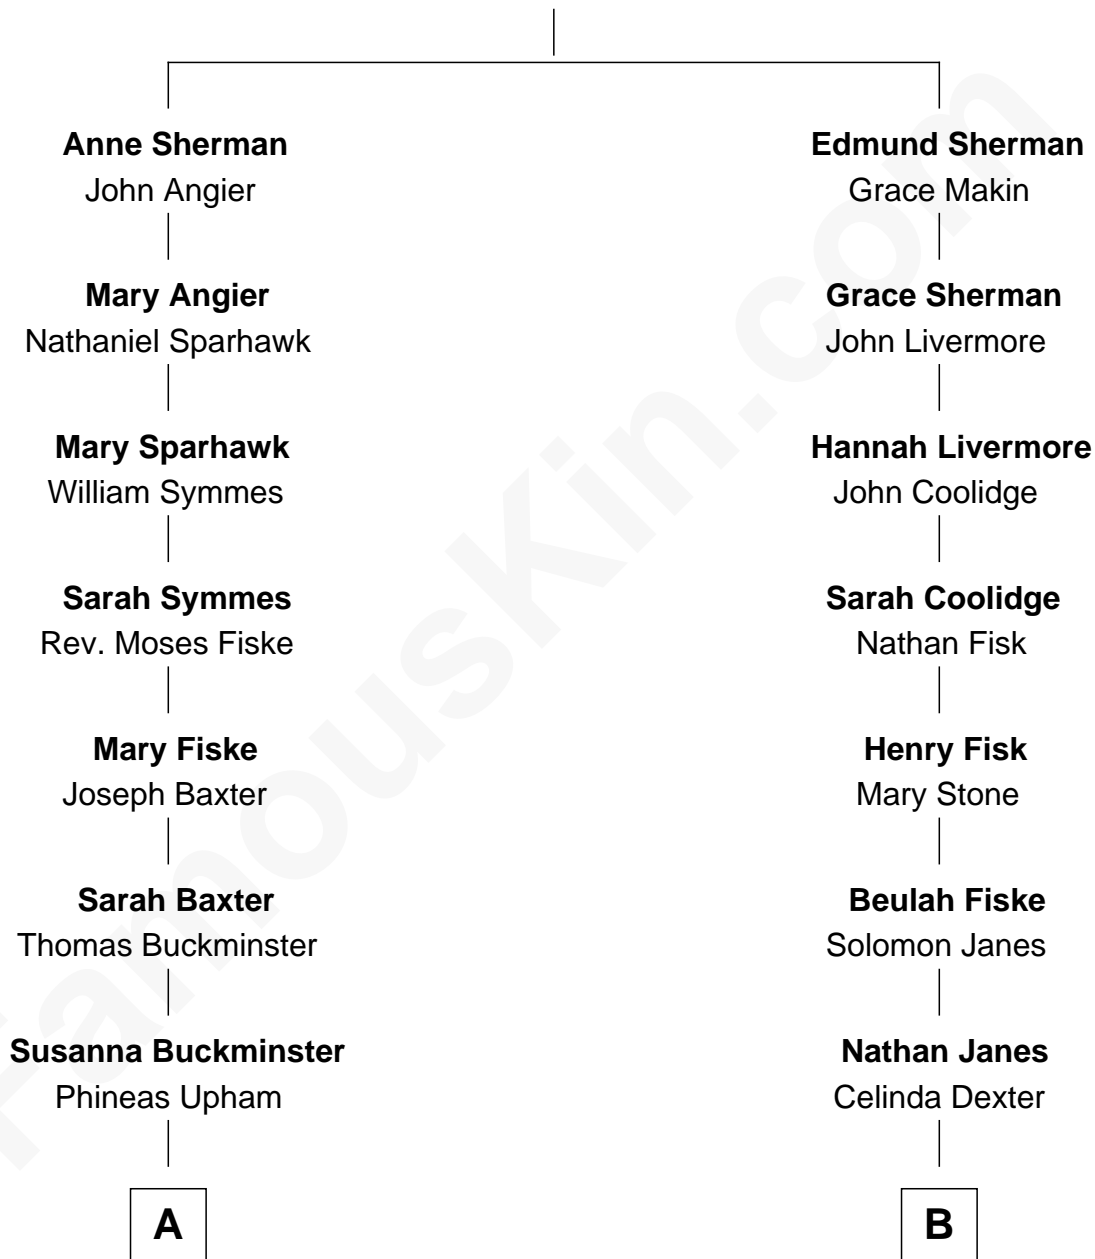 Anne Sherman
John Angier
Mary Angier
Nathaniel Sparhawk
Mary Sparhawk
William Symmes
Sarah Symmes
Rev. Moses Fiske
Mary Fiske
Joseph Baxter
Sarah Baxter
Thomas Buckminster
Susanna Buckminster
Phineas Upham
A
Edmund Sherman
Grace Makin
Grace Sherman
John Livermore
Hannah Livermore
John Coolidge
Sarah Coolidge
Nathan Fisk
Henry Fisk
Mary Stone
Beulah Fiske
Solomon Janes
Nathan Janes
Celinda Dexter
B
FamousKin.com